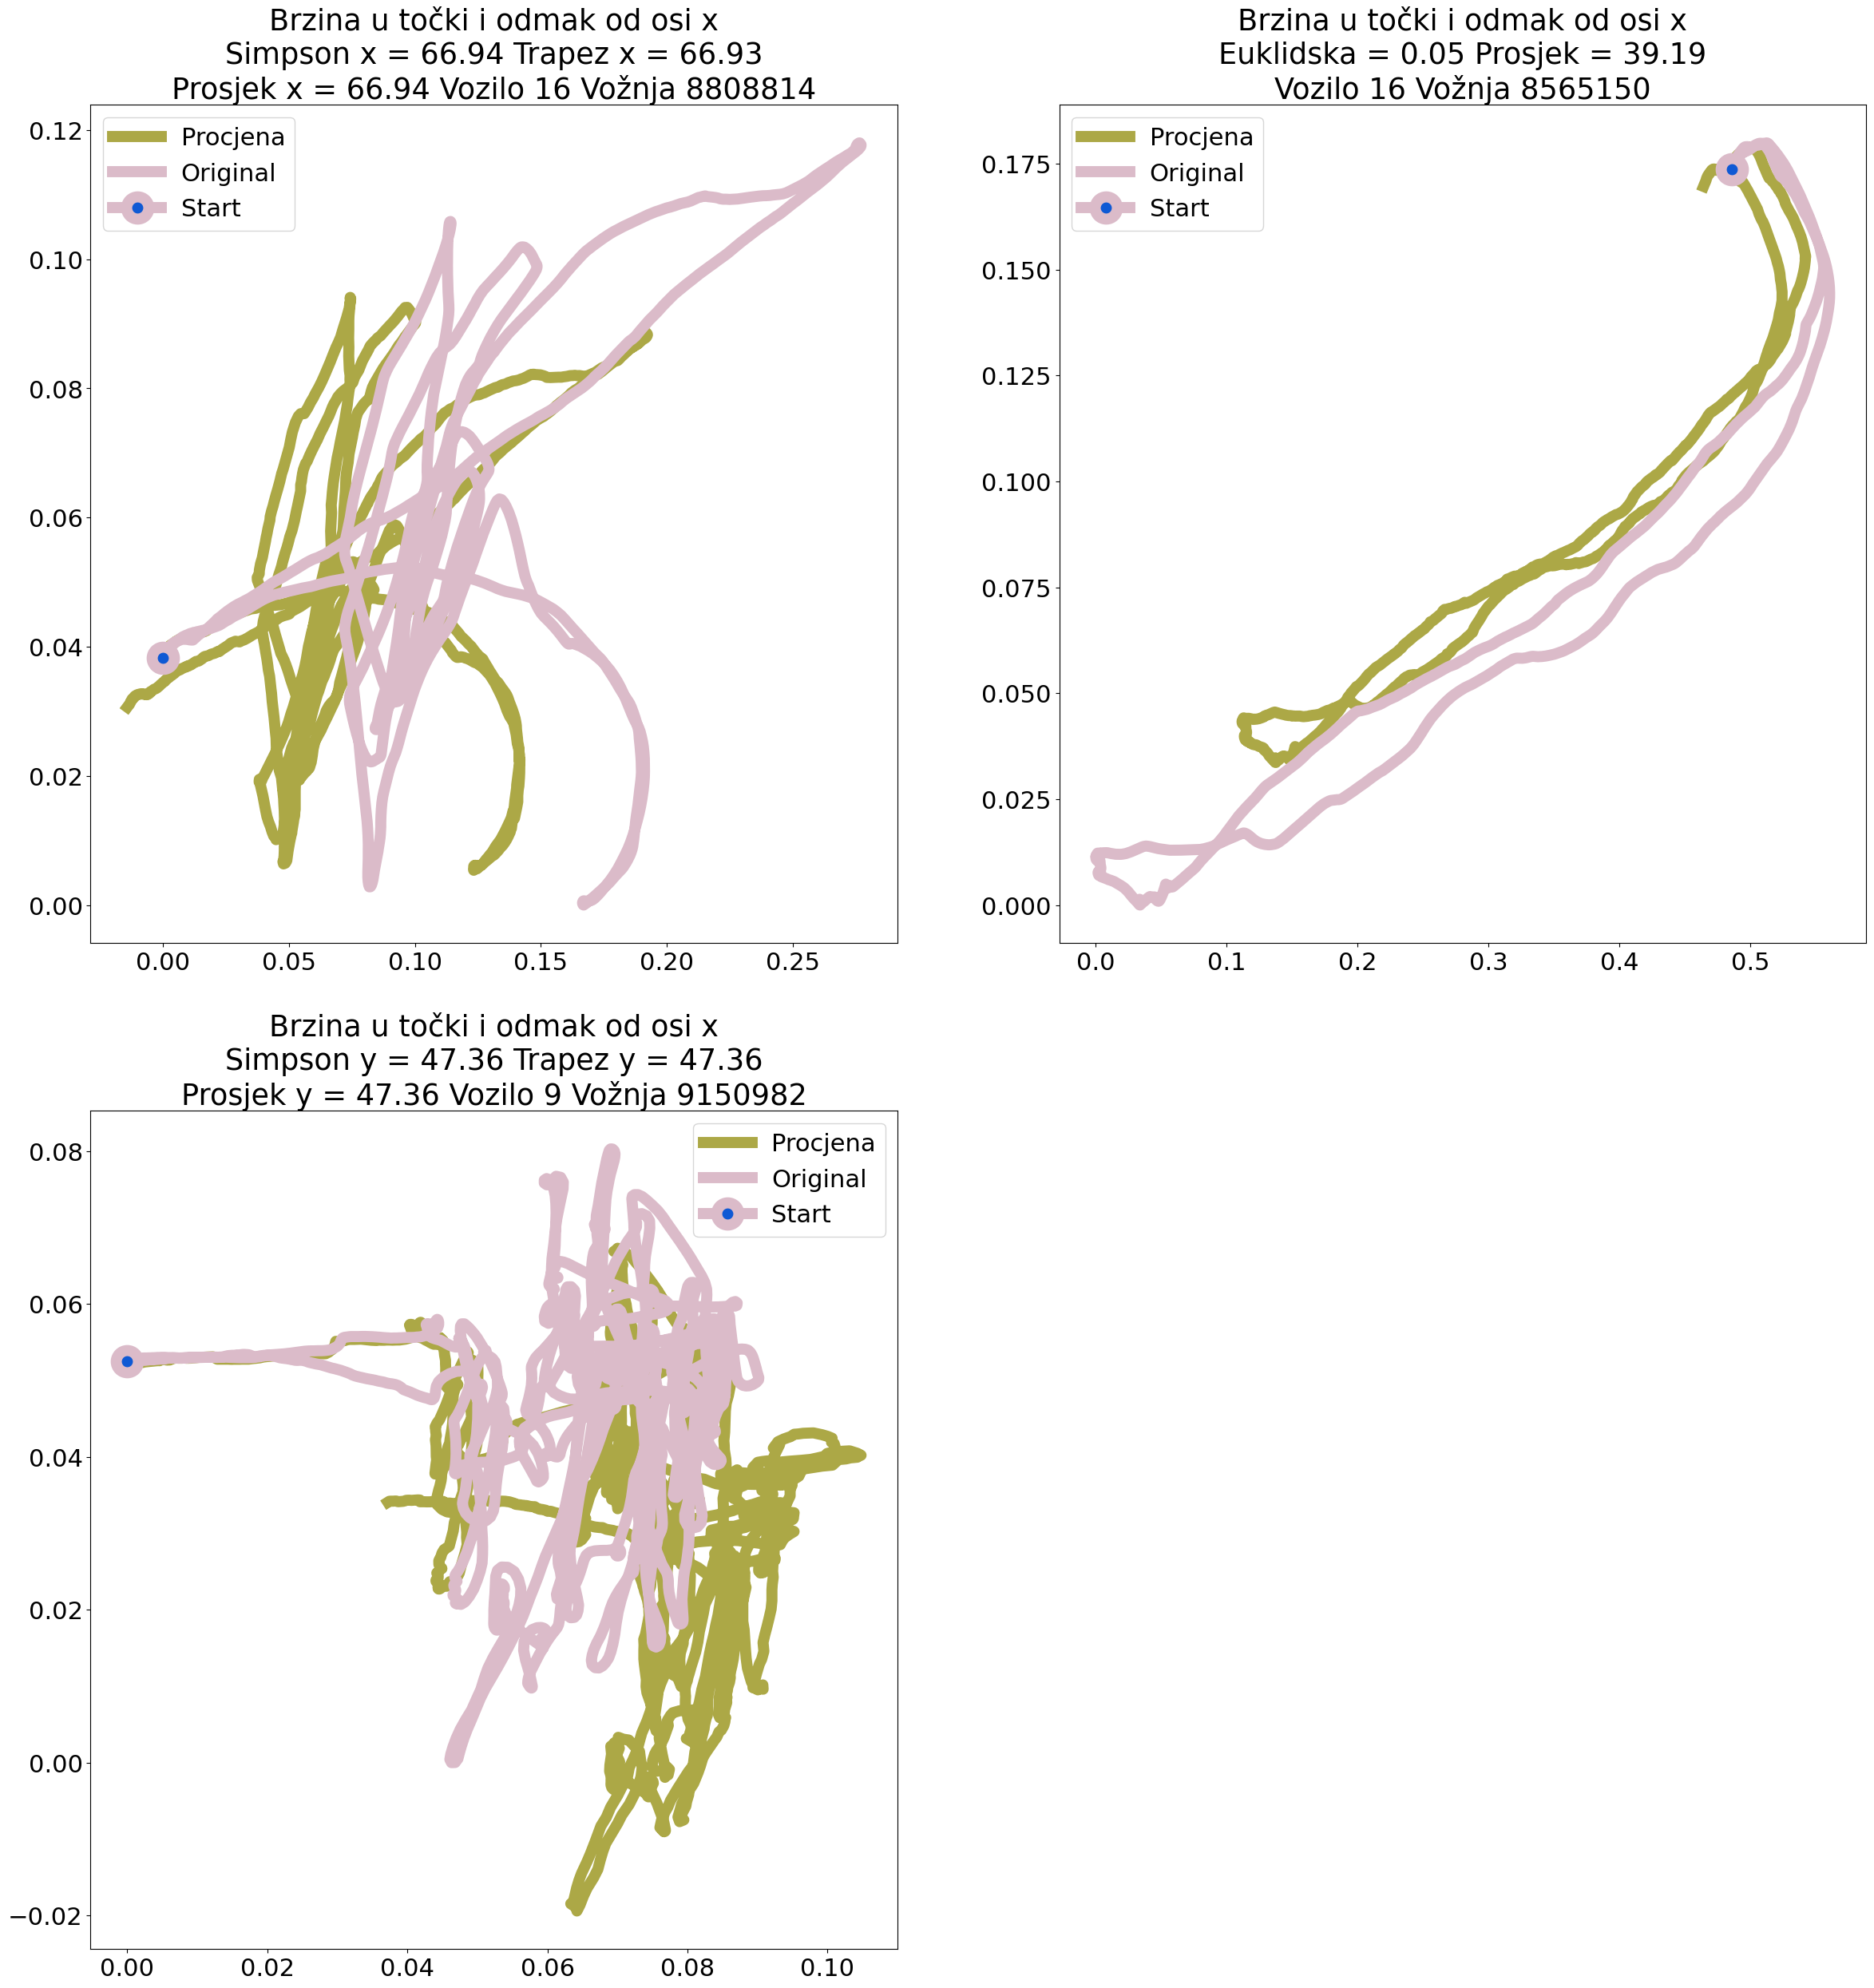 Brzina u točki i odmak od osi x
Simpson x = 66.94 Trapez x = 66.93
Prosjek x = 66.94 Vozilo 16 Vožnja 8808814
Procjena
Original
Start
0.12
0.10
0.08
0.06
0.04
0.02
0.00
0.00 0.05 0.10 0.15 0.20 0.25
Brzina u točki i odmak od osi x
Euklidska = 0.05 Prosjek = 39.19
Vozilo 16 Vožnja 8565150
Procjena
Original
Start
0.175
0.150
0.125
0.100
0.075
0.050
0.025
0.000
0.0 0.1 0.2 0.3 0.4 0.5
Brzina u točki i odmak od osi x
Simpson y = 47.36 Trapez y = 47.36
Prosjek y = 47.36 Vozilo 9 Vožnja 9150982
Procjena
Original
Start
0.08
0.06
0.04
0.02
0.00
−0.02
0.00 0.02 0.04 0.06 0.08 0.10